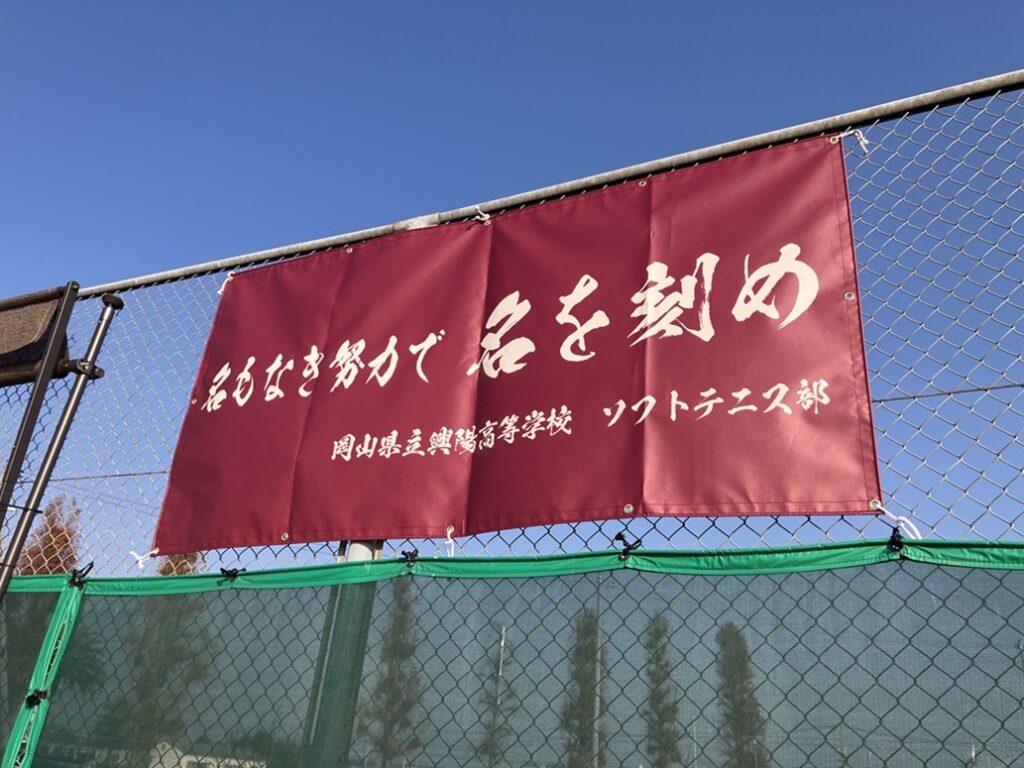 名もなき努力で 名を刻め
岡山県立興陽高等学校 ソフトテニス部